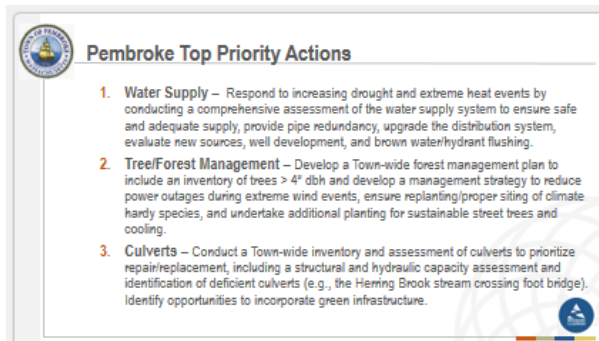 TOWN OF PEMBROKE
MASSACHUSETTS
Pembroke Top Priority Actions
1. Water Supply – Respond to increasing drought and extreme heat events by
conducting a comprehensive assessment of the water supply system to ensure safe
and adequate supply, provide pipe redundancy, upgrade the distribution system,
evaluate new sources, well development, and brown water/hydrant flushing.
2. Tree/Forest Management – Develop a Town-wide forest management plan to
include an inventory of trees > 4" dbh and develop a management strategy to reduce
power outages during extreme wind events, ensure replanting/proper siting of climate
hardy species, and undertake additional planting for sustainable street trees and
cooling.
3. Culverts – Conduct a Town-wide inventory and assessment of culverts to prioritize
repair/replacement, including a structural and hydraulic capacity assessment and
identification of deficient culverts (e.g., the Herring Brook stream crossing foot bridge).
Identify opportunities to incorporate green infrastructure.